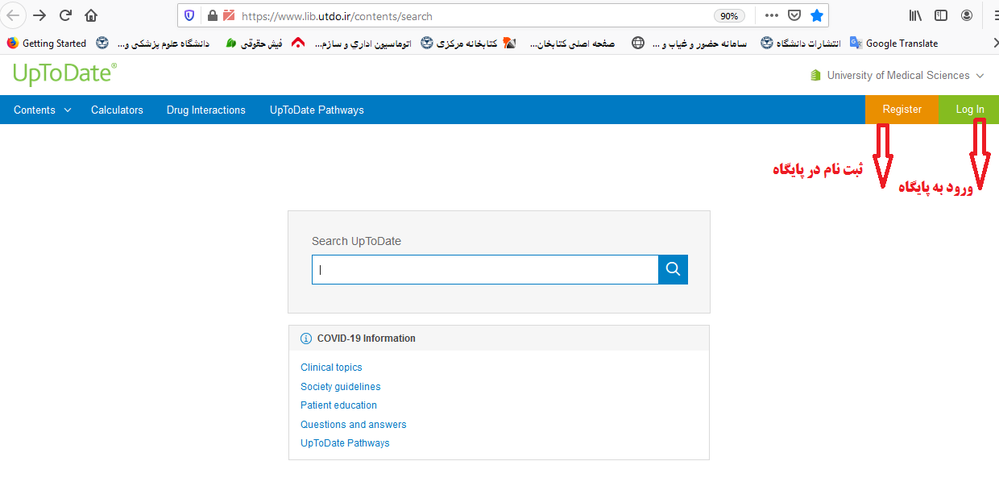 https://www.lib.utdo.ir/contents/search
90%
Getting Started
دانشگاه علوم پزشکی و...
فیش حقوقی
اتوماسیون اداری و سازم...
کتابخانه مرکزی
صفحه اصلی کتابخان...
سامانه حضور و غیاب و ...
انتشارات دانشگاه
Google Translate
UpToDate®
University of Medical Sciences
Contents
Calculators
Drug Interactions
UpToDate Pathways
Register
Log In
ثبت نام در پایگاه
ورود به پایگاه
Search UpToDate
COVID-19 Information
Clinical topics
Society guidelines
Patient education
Questions and answers
UpToDate Pathways